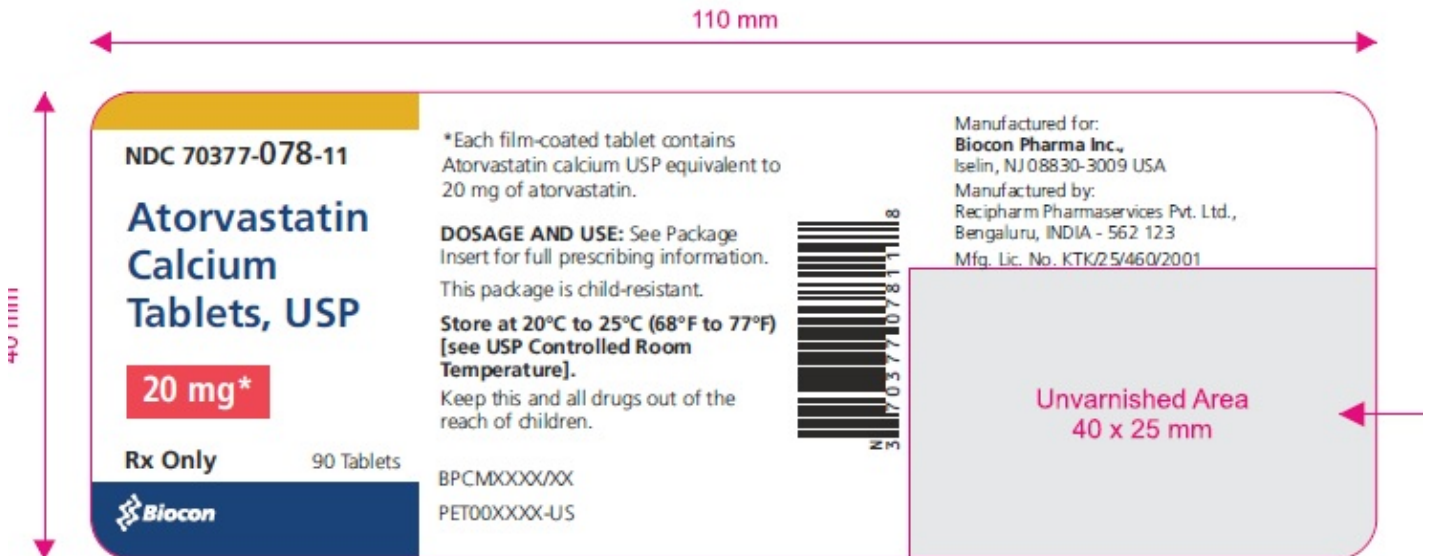 110 mm
40 mm
NDC 70377-078-11
Atorvastatin
Calcium
Tablets, USP
20 mg*
Rx Only
90 Tablets
Biocon
*Each film-coated tablet contains
Atorvastatin calcium USP equivalent to
20 mg of atorvastatin.
DOSAGE AND USE: See Package
Insert for full prescribing information.
This package is child-resistant.
Store at 20°C to 25°C (68°F to 77°F)
[see USP Controlled Room
Temperature].
Keep this and all drugs out of the
reach of children.
BPCMXXXX/XX
PET00XXXX-US
N
3 70377 07811 8
Manufactured for:
Biocon Pharma Inc.,
Iselin, NJ 08830-3009 USA
Manufactured by:
Recipharm Pharmaservices Pvt. Ltd.,
Bengaluru, INDIA - 562 123
Mfg. Lic. No. KTK/25/460/2001
Unvarnished Area
40 x 25 mm